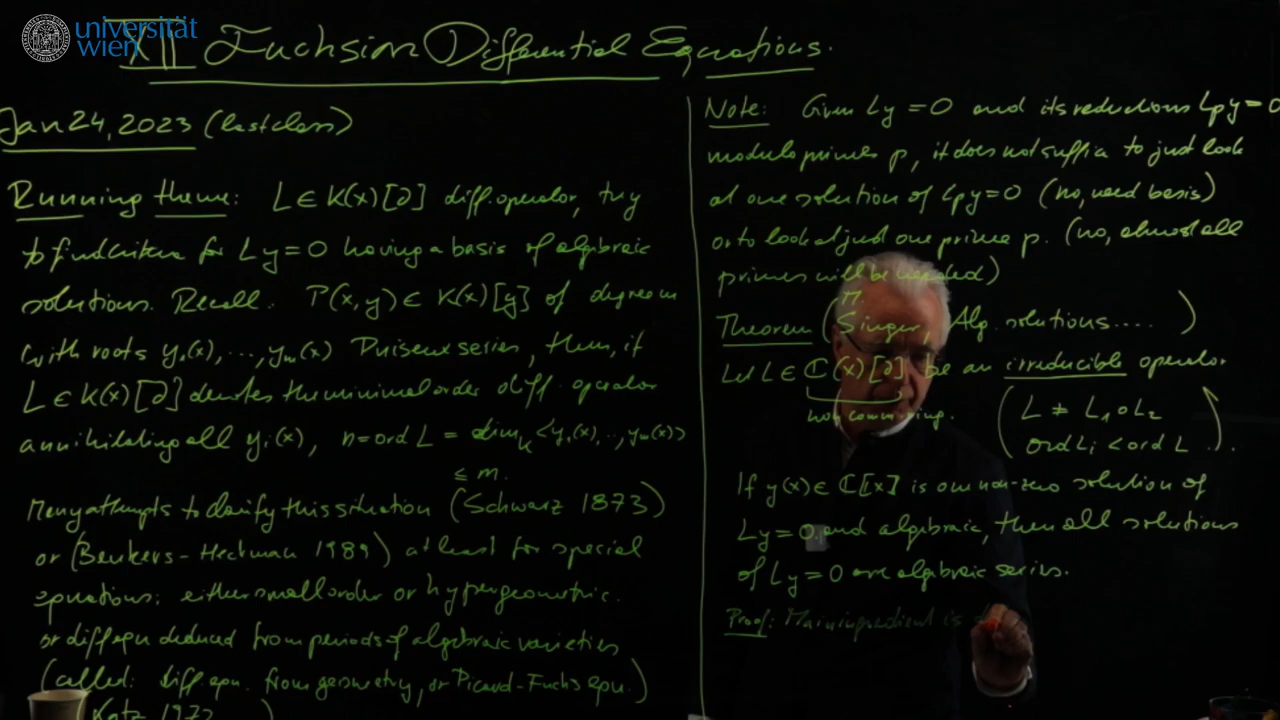 universität
wien
XII Fuchsian Differential Equations.
Jan 24, 2023 (last class)
Running theme: L ∈ K(x)[∂] diff. operator, try
to find criteria for Ly = 0 having a basis of algebraic
solutions. Recall: P(x,y) ∈ K(x)[y] of degree m
with roots y₁(x), ..., yₘ(x) Puiseux series, then, if
L ∈ K(x)[∂] denotes the minimal order diff. operator
annihilating all yᵢ(x), n = ord L = dimₖ <y₁(x), .., yₘ(x)>
≤ m.
Many attempts to clarify this situation (Schwarz 1873)
or (Beukers-Heckman 1989) at least for special
equations: either small order or hypergeometric.
or diff. eqn deduced from periods of algebraic varieties
(called: diff. eqn. from geometry, or Picard-Fuchs eqn.)
(Katz 1972 )
Note: Given Ly = 0 and its reductions Lₚy = 0
modulo primes p, it does not suffice to just look
at one solution of Lₚy = 0 (no, need basis)
or to look at just one prime p. (no, almost all
primes will be needed)
Theorem (M. Singer, Alg. solutions .... )
Let L ∈ ℂ(x)[∂] be an irreducible operator
non comm. ring.
( L ≠ L₁ ∘ L₂
ord Lᵢ < ord L ) .
If y(x) ∈ ℂ[x] is one non-zero solution of
Ly = 0 and algebraic, then all solutions
of Ly = 0 are algebraic series.
Proof: Main ingredient is